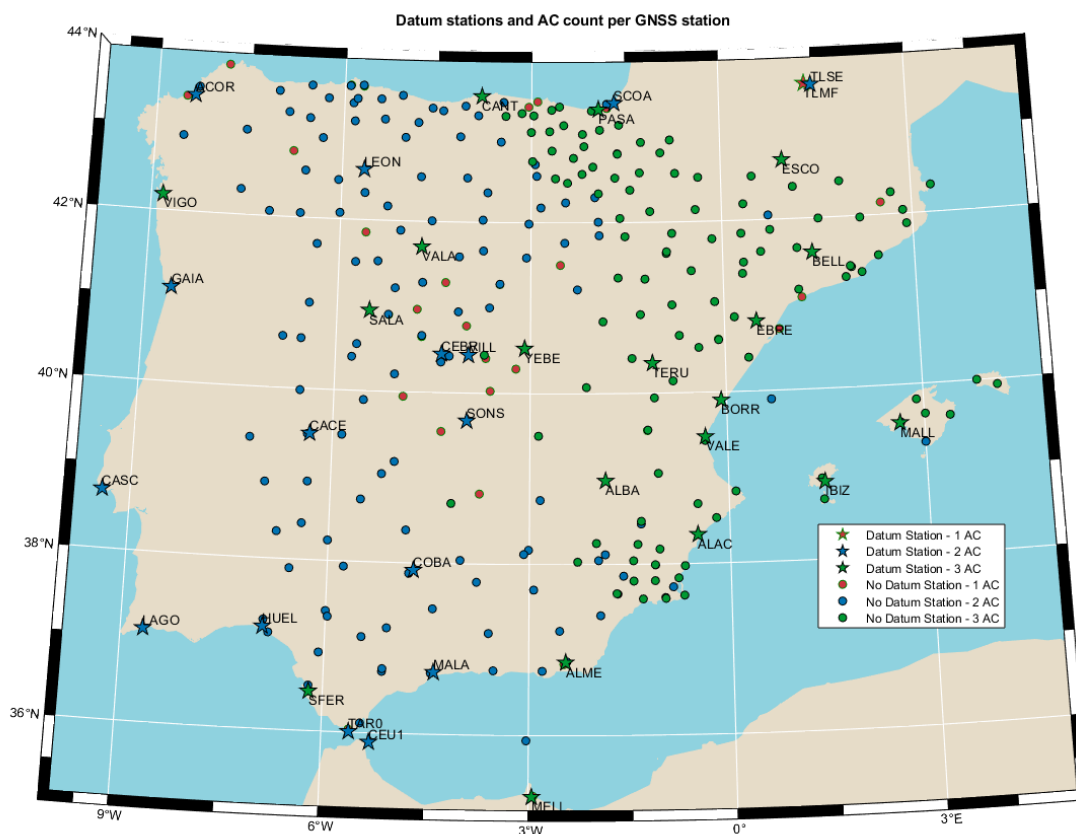 Datum stations and AC count per GNSS station
44°N
ACOR
CANT
SCOA
PASA
TLSE
TLMF
LEON
ESCO
VIGO
42°N
VALA
BELL
GAIA
SALA
EBRE
CEBR
VILL
YEBE
TERU
40°N
BORR
SONS
CACE
VALE
MALL
CASC
ALBA
IBIZ
ALAC
38°N
COBA
Datum Station - 1 AC
Datum Station - 2 AC
Datum Station - 3 AC
No Datum Station - 1 AC
No Datum Station - 2 AC
No Datum Station - 3 AC
LAGO
HUEL
MALA
ALME
SFER
36°N
TAR0
CEU1
MELL
9°W
6°W
3°W
0°
3°E